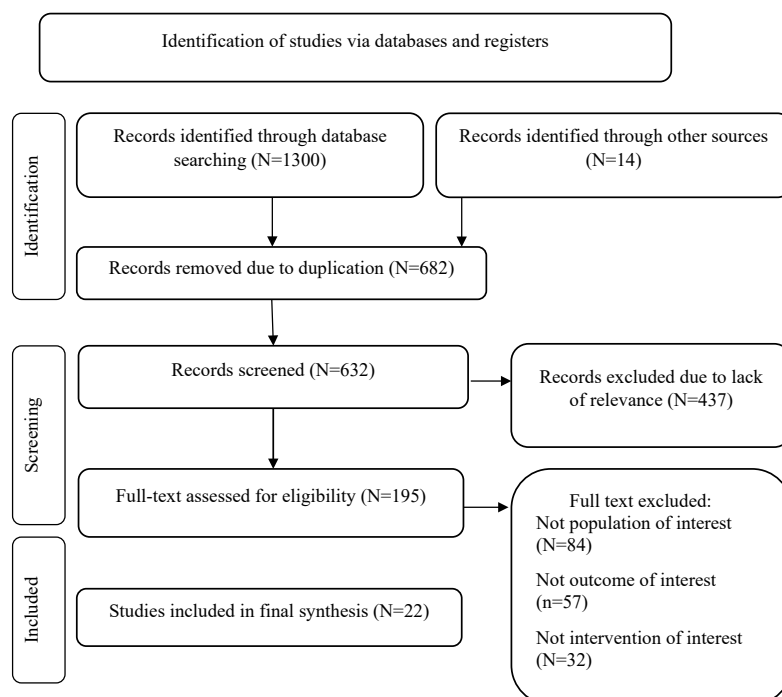 Identification of studies via databases and registers
Identification
Records identified through database
searching (N=1300)
Records identified through other sources
(N=14)
Records removed due to duplication (N=682)
Screening
Records screened (N=632)
Records excluded due to lack
of relevance (N=437)
Full-text assessed for eligibility (N=195)
Full text excluded:
Not population of interest
(N=84)
Not outcome of interest
(n=57)
Not intervention of interest
(N=32)
Included
Studies included in final synthesis (N=22)